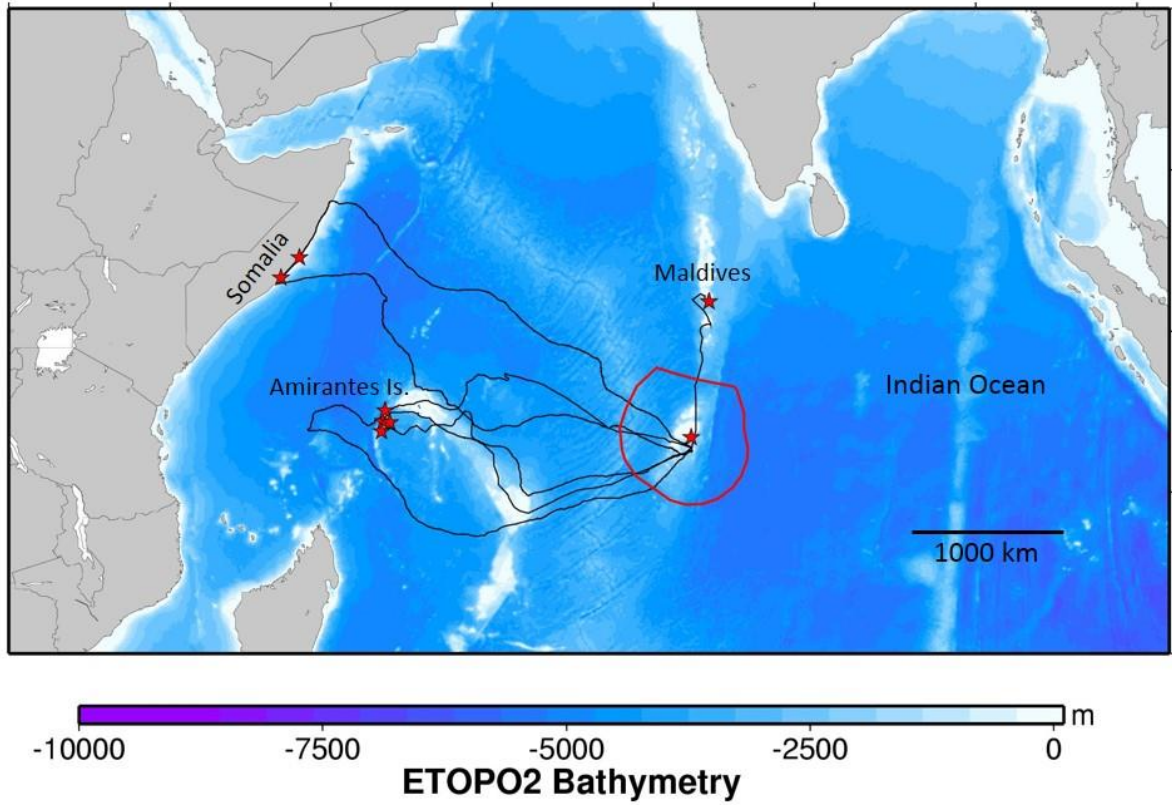 Somalia
Maldives
Amirantes Is.
Indian Ocean
1000 km
m
-10000 -7500 -5000 -2500 0
ETOPO2 Bathymetry